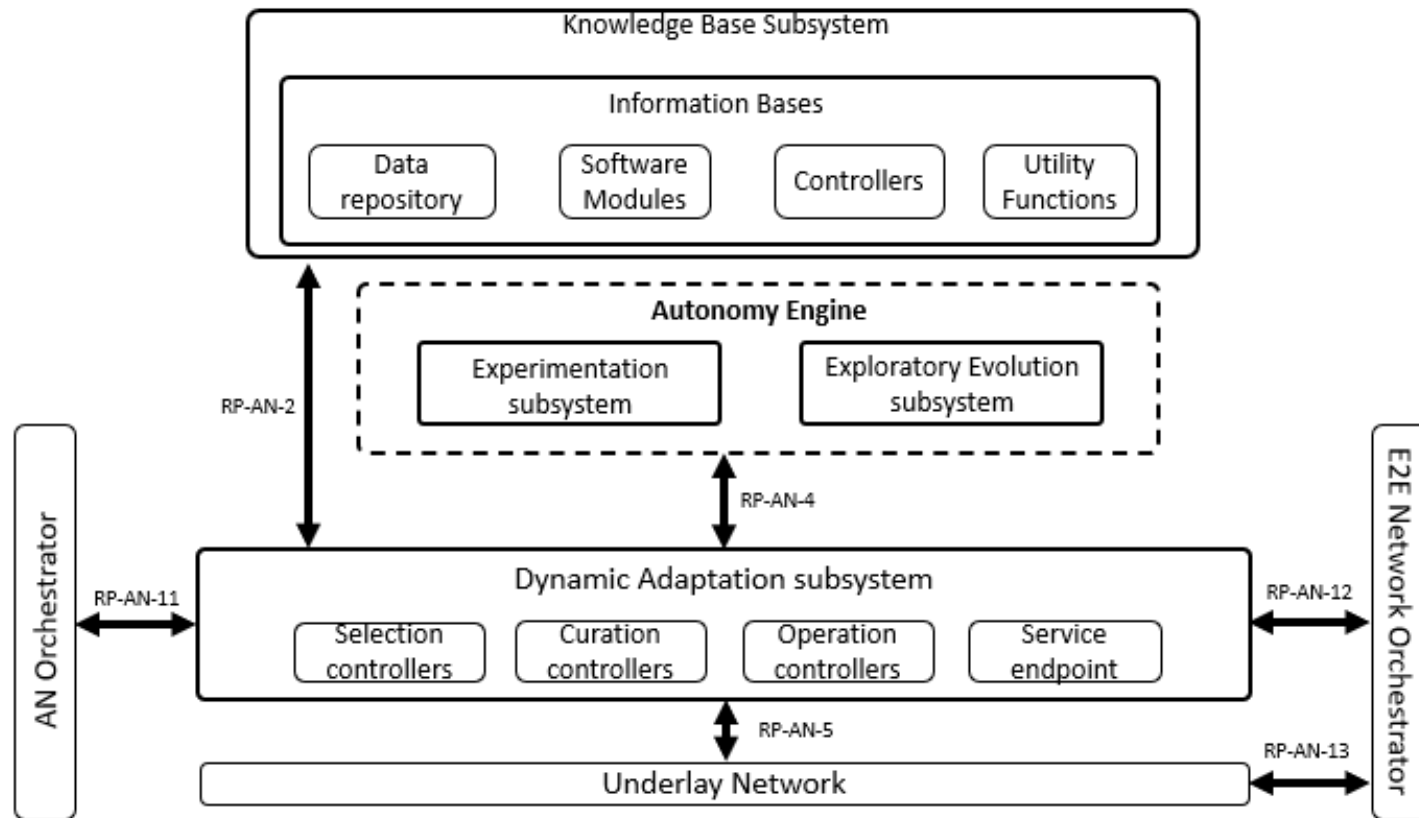 Knowledge Base Subsystem
Information Bases
Data
repository
Software
Modules
Controllers
Utility
Functions
Autonomy Engine
Experimentation
subsystem
Exploratory Evolution
subsystem
RP-AN-2
RP-AN-4
AN Orchestrator
E2E Network Orchestrator
RP-AN-11
Dynamic Adaptation subsystem
RP-AN-12
Selection
controllers
Curation
controllers
Operation
controllers
Service
endpoint
RP-AN-5
RP-AN-13
Underlay Network